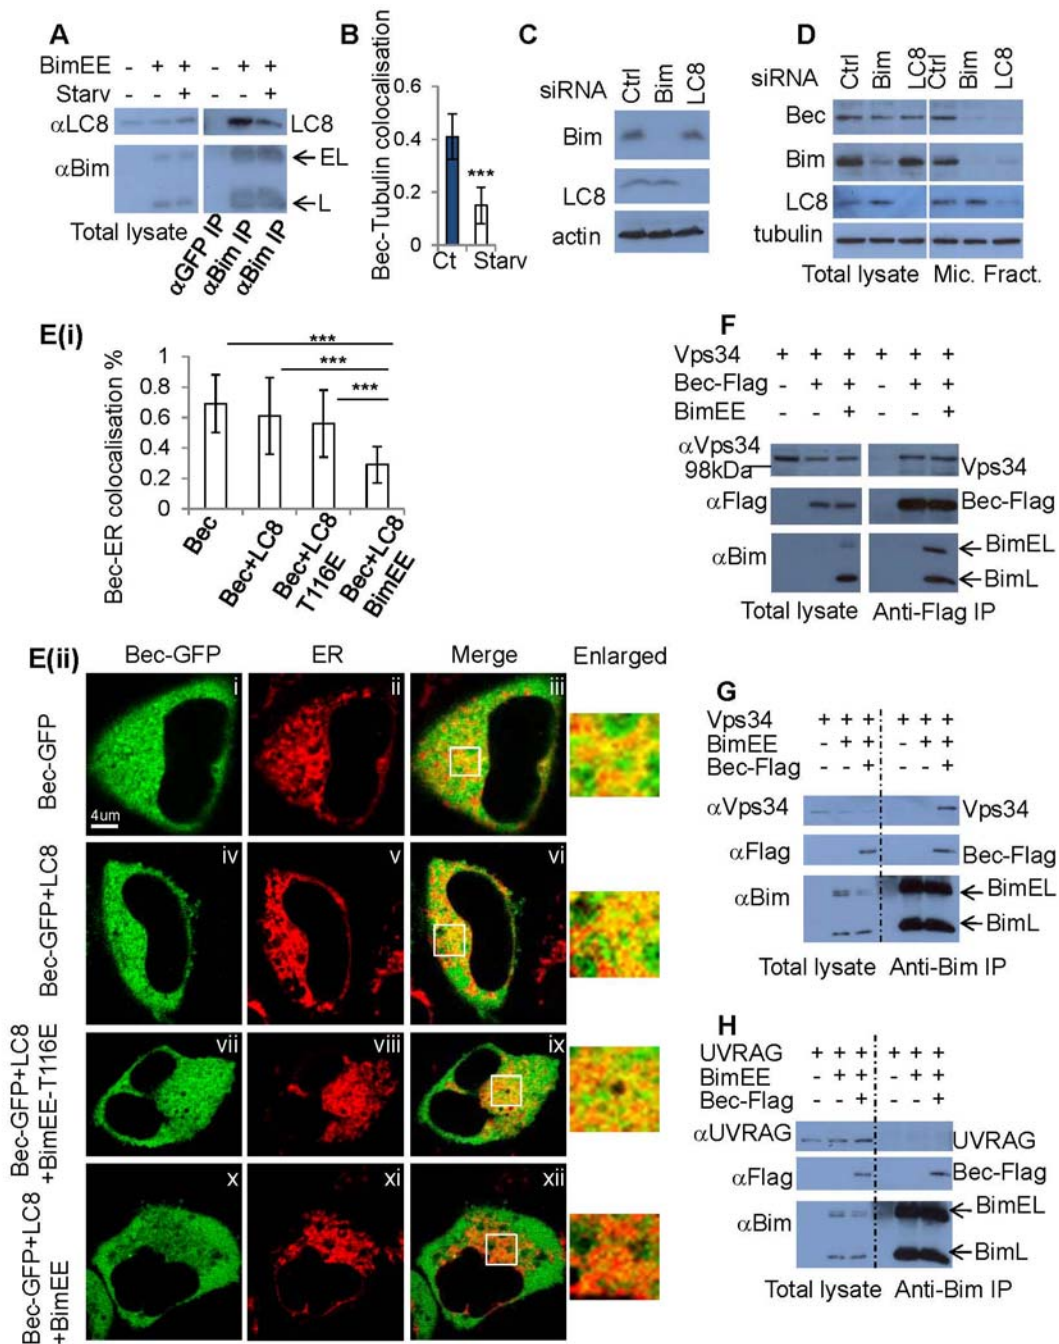 A
BimEE - + + - + +
Starv - - + - - +
αLC8
LC8
αBim
EL
L
Total lysate
αGFP IP
αBim IP
αBim IP
B
Bec-Tubulin colocalisation
0.6
0.4
0.2
0
***
Ct Starv
C
siRNA Ctrl Bim LC8
Bim
LC8
actin
D
siRNA Ctrl Bim LC8 Ctrl Bim LC8
Bec
Bim
LC8
tubulin
Total lysate Mic. Fract.
E(i)
Bec-ER colocalisation %
1
0.8
0.6
0.4
0.2
0
***
***
***
Bec
Bec+LC8
Bec+LC8
T116E
Bec+LC8
BimEE
F
Vps34 + + + + + +
Bec-Flag - + + - + +
BimEE - - + - - +
αVps34
98kDa
Vps34
αFlag
Bec-Flag
αBim
BimEL
BimL
Total lysate Anti-Flag IP
E(ii)
Bec-GFP ER Merge Enlarged
Bec-GFP
i ii iii
4um
Bec-GFP+LC8
iv v vi
Bec-GFP+LC8
+BimEE-T116E
vii viii ix
Bec-GFP+LC8
+BimEE
x xi xii
G
Vps34 + + + + + +
BimEE - + + - + +
Bec-Flag - - + - - +
αVps34
Vps34
αFlag
Bec-Flag
αBim
BimEL
BimL
Total lysate Anti-Bim IP
H
UVRAG + + + + + +
BimEE - + + - + +
Bec-Flag - - + - - +
αUVRAG
UVRAG
αFlag
Bec-Flag
αBim
BimEL
BimL
Total lysate Anti-Bim IP